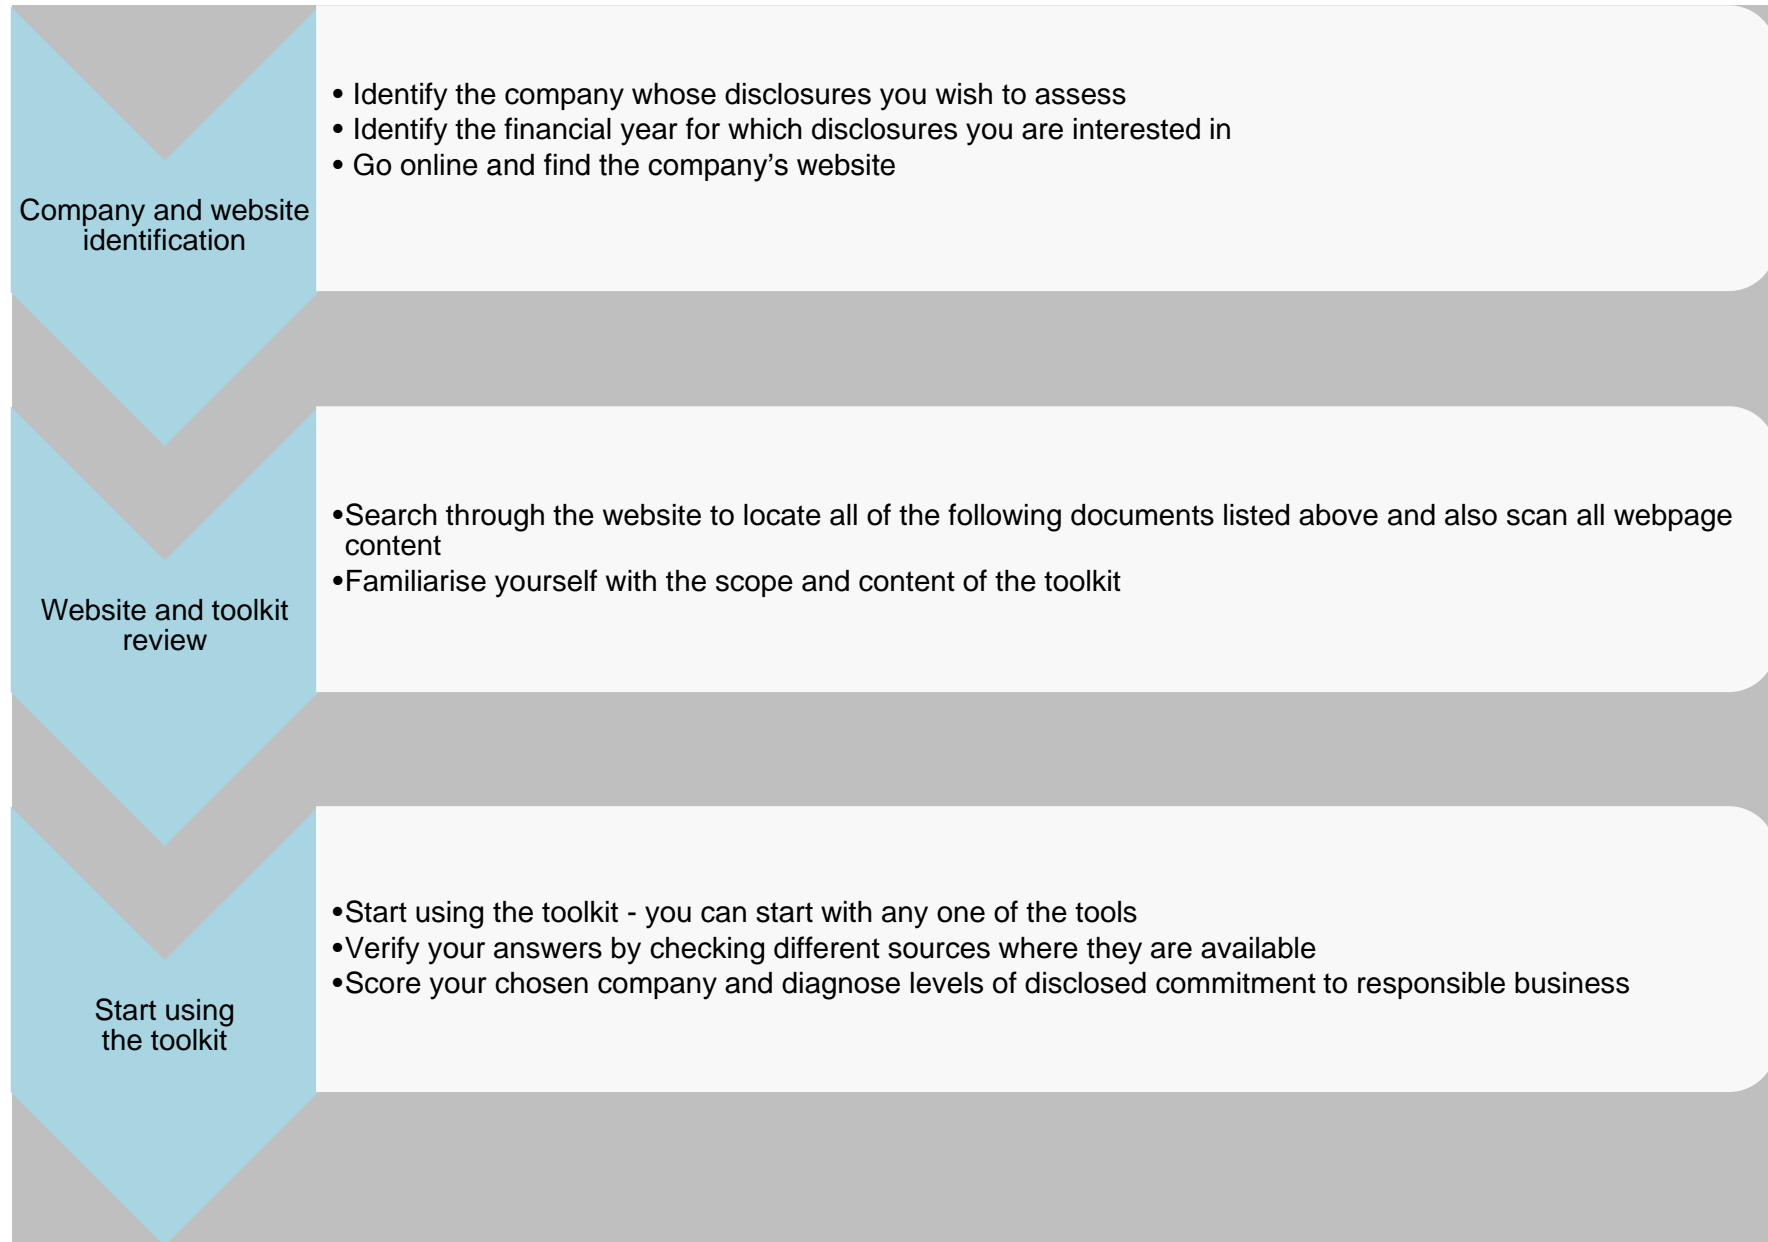 Company and website
identification
• Identify the company whose disclosures you wish to assess
• Identify the financial year for which disclosures you are interested in
• Go online and find the company’s website
Website and toolkit
review
•Search through the website to locate all of the following documents listed above and also scan all webpage
content
•Familiarise yourself with the scope and content of the toolkit
Start using
the toolkit
•Start using the toolkit - you can start with any one of the tools
•Verify your answers by checking different sources where they are available
•Score your chosen company and diagnose levels of disclosed commitment to responsible business